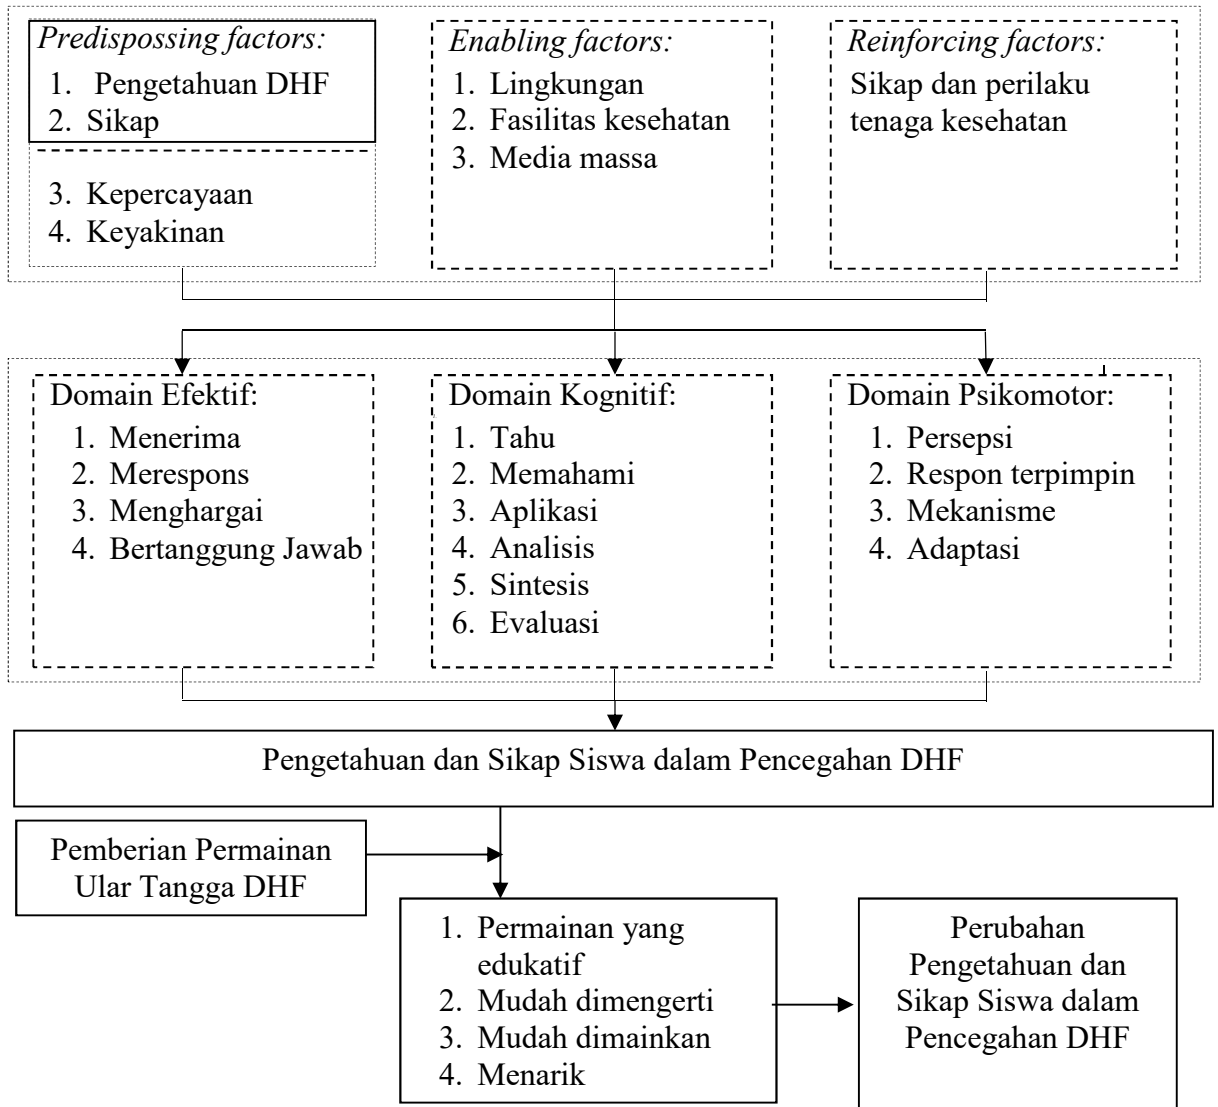 Predispossing factors:
1. Pengetahuan DHF
2. Sikap
3. Kepercayaan
4. Keyakinan
Enabling factors:
1. Lingkungan
2. Fasilitas kesehatan
3. Media massa
Reinforcing factors:
Sikap dan perilaku
tenaga kesehatan
Domain Efektif:
1. Menerima
2. Merespons
3. Menghargai
4. Bertanggung Jawab
Domain Kognitif:
1. Tahu
2. Memahami
3. Aplikasi
4. Analisis
5. Sintesis
6. Evaluasi
Domain Psikomotor:
1. Persepsi
2. Respon terpimpin
3. Mekanisme
4. Adaptasi
Pengetahuan dan Sikap Siswa dalam Pencegahan DHF
Pemberian Permainan
Ular Tangga DHF
1. Permainan yang
edukatif
2. Mudah dimengerti
3. Mudah dimainkan
4. Menarik
Perubahan
Pengetahuan dan
Sikap Siswa dalam
Pencegahan DHF